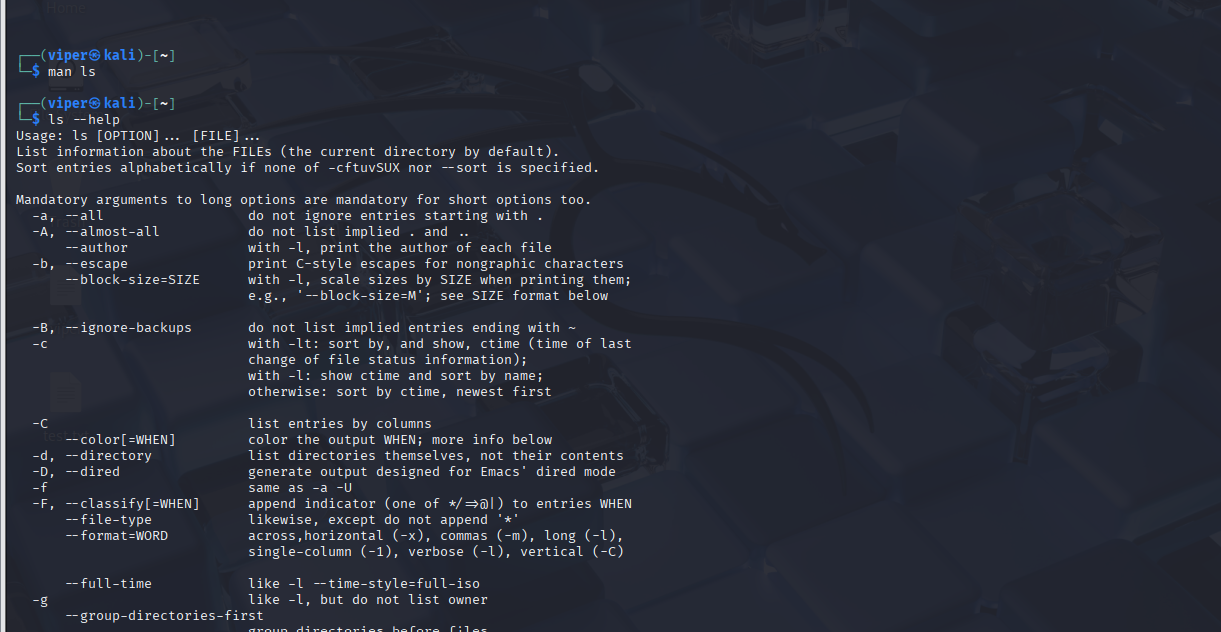 Home
┌──(viper㉿kali)-[~]
└─$ man ls
┌──(viper㉿kali)-[~]
└─$ ls --help
Usage: ls [OPTION]... [FILE]...
List information about the FILEs (the current directory by default).
Sort entries alphabetically if none of -cftuvSUX nor --sort is specified.
Mandatory arguments to long options are mandatory for short options too.
-a, --all do not ignore entries starting with .
-A, --almost-all do not list implied . and ..
--author with -l, print the author of each file
-b, --escape print C-style escapes for nongraphic characters
--block-size=SIZE with -l, scale sizes by SIZE when printing them;
e.g., '--block-size=M'; see SIZE format below
-B, --ignore-backups do not list implied entries ending with ~
-c with -lt: sort by, and show, ctime (time of last
change of file status information);
with -l: show ctime and sort by name;
otherwise: sort by ctime, newest first
-C list entries by columns
--color[=WHEN] color the output WHEN; more info below
-d, --directory list directories themselves, not their contents
-D, --dired generate output designed for Emacs' dired mode
-f same as -a -U
-F, --classify[=WHEN] append indicator (one of */=>@|) to entries WHEN
--file-type likewise, except do not append '*'
--format=WORD across,horizontal (-x), commas (-m), long (-l),
single-column (-1), verbose (-l), vertical (-C)
--full-time like -l --time-style=full-iso
-g like -l, but do not list owner
--group-directories-first
group directories before files